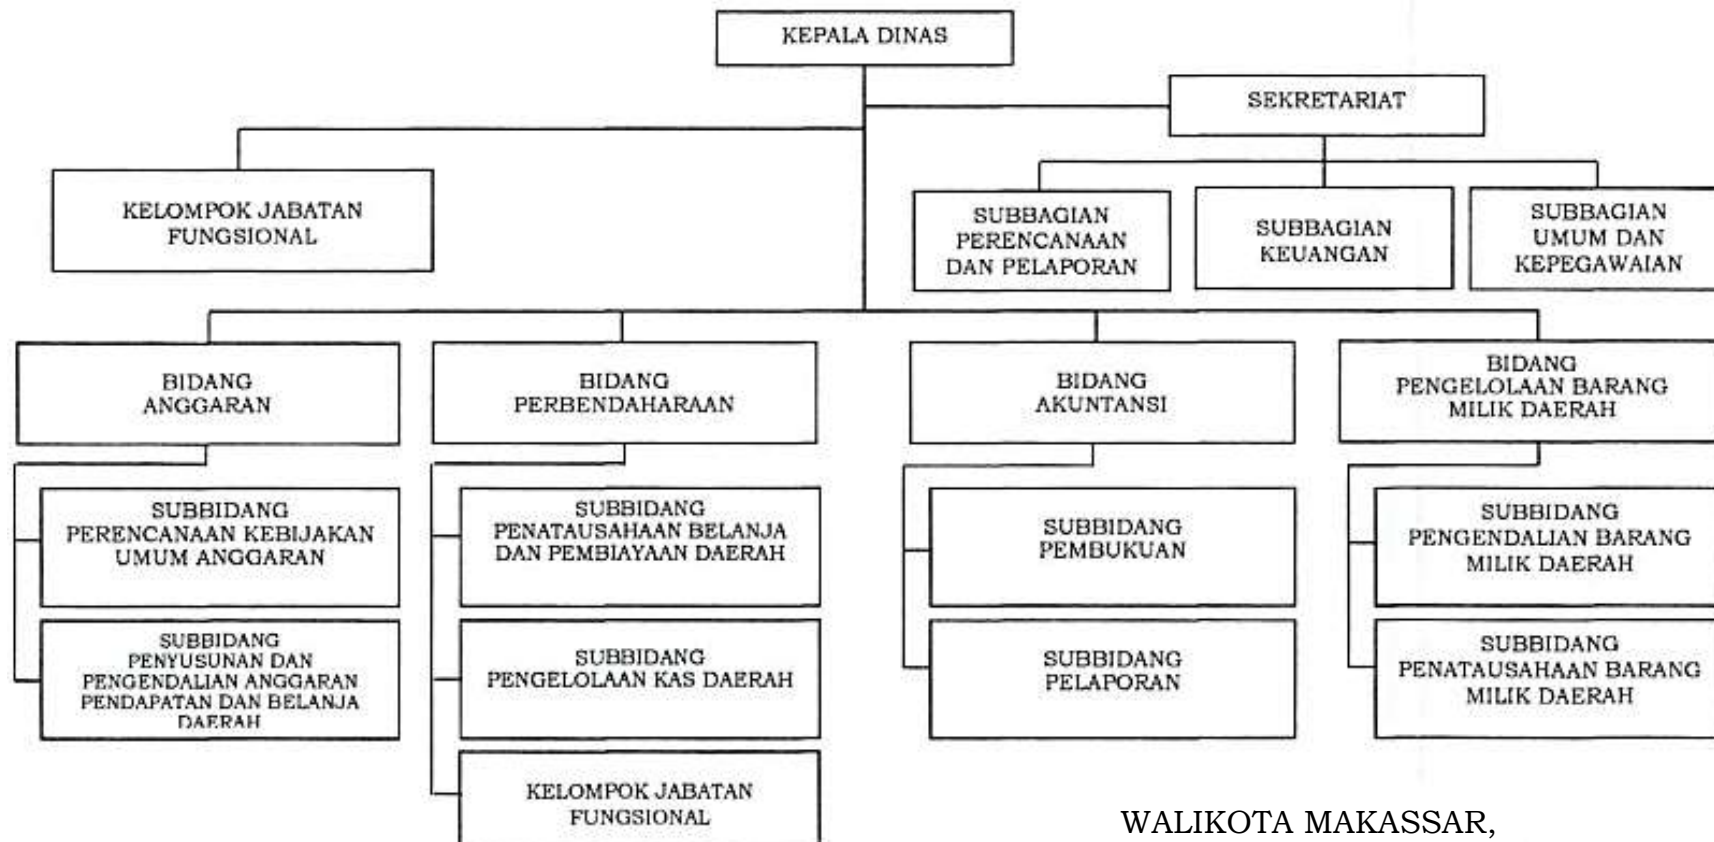 KEPALA DINAS
SEKRETARIAT
KELOMPOK JABATAN
FUNGSIONAL
SUBBAGIAN
PERENCANAAN
DAN PELAPORAN
SUBBAGIAN
KEUANGAN
SUBBAGIAN
UMUM DAN
KEPEGAWAIAN
BIDANG
ANGGARAN
BIDANG
PERBENDAHARAAN
BIDANG
AKUNTANSI
BIDANG
PENGELOLAAN BARANG
MILIK DAERAH
SUBBIDANG
PERENCANAAN KEBIJAKAN
UMUM ANGGARAN
SUBBIDANG
PENATAUSAHAAN BELANJA
DAN PEMBIAYAAN DAERAH
SUBBIDANG
PEMBUKUAN
SUBBIDANG
PENGENDALIAN BARANG
MILIK DAERAH
SUBBIDANG
PENYUSUNAN DAN
PENGENDALIAN ANGGARAN
PENDAPATAN DAN BELANJA
DAERAH
SUBBIDANG
PENGELOLAAN KAS DAERAH
SUBBIDANG
PELAPORAN
SUBBIDANG
PENATAUSAHAAN BARANG
MILIK DAERAH
KELOMPOK JABATAN
FUNGSIONAL
WALIKOTA MAKASSAR,